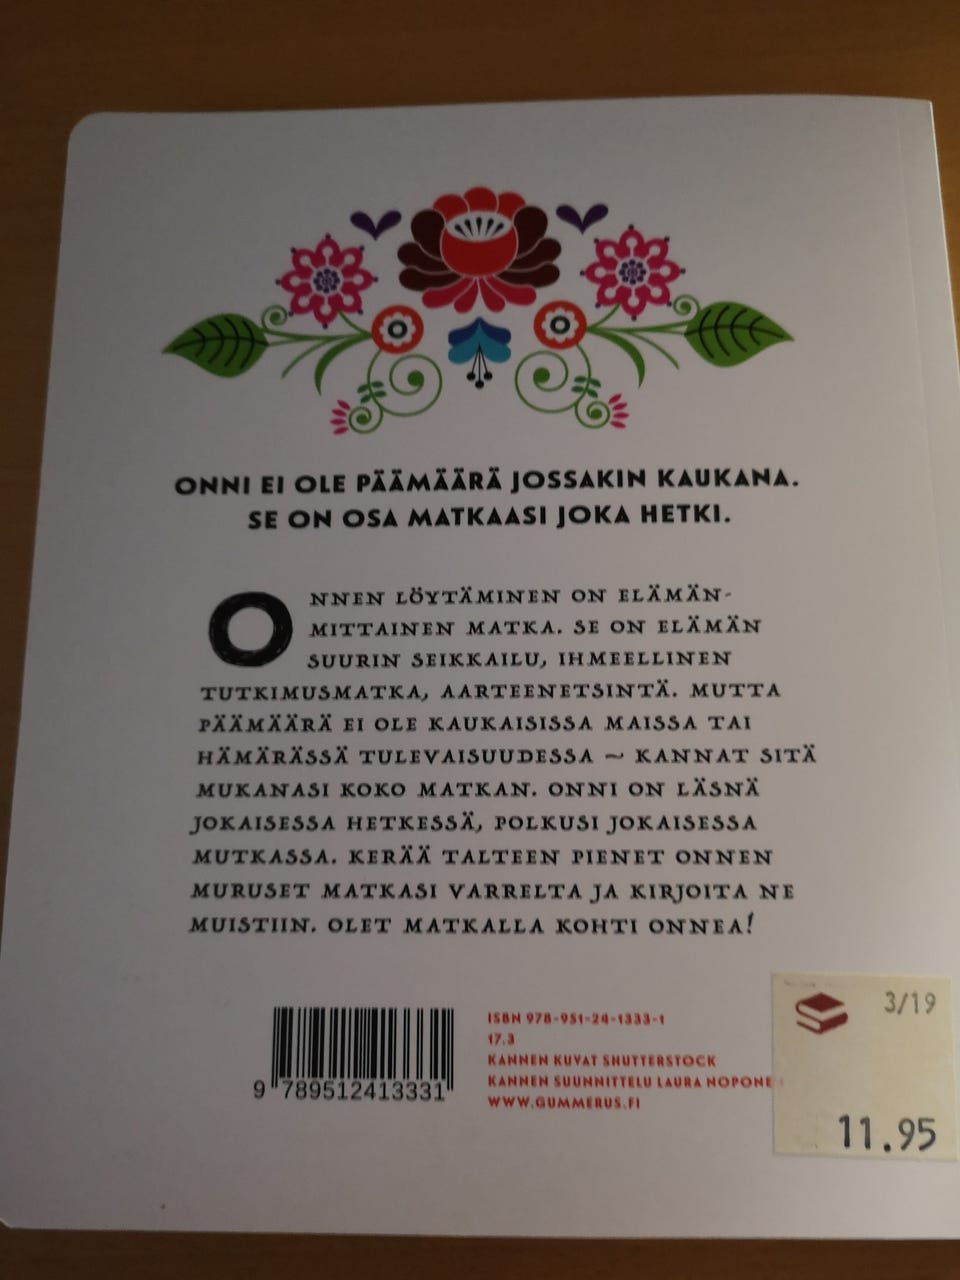 ONNI EI OLE PÄÄMÄÄRÄ JOSSAKIN KAUKANA.
SE ON OSA MATKAASI JOKA HETKI.
ONNEN LÖYTÄMINEN ON ELÄMÄN-
MITTAINEN MATKA. SE ON ELÄMÄN
SUURIN SEIKKAILU, IHMEELLINEN
TUTKIMUSMATKA, AARTEENETSINTÄ. MUTTA
PÄÄMÄÄRÄ EI OLE KAUKAISISSA MAISSA TAI
HÄMÄRÄSSÄ TULEVAISUUDESSA ~ KANNAT SITÄ
MUKANASI KOKO MATKAN. ONNI ON LÄSNÄ
JOKAISESSA HETKESSÄ, POLKUSI JOKAISESSA
MUTKASSA. KERÄÄ TALTEEN PIENET ONNEN
MURUSET MATKASI VARRELTA JA KIRJOITA NE
MUISTIIN. OLET MATKALLA KOHTI ONNEA!
ISBN 978-951-24-1333-1
17.3
KANNEN KUVAT SHUTTERSTOCK
KANNEN SUUNNITTELU LAURA NOPONE
WWW.GUMMERUS.FI
9 789512413331
3/19
11.95